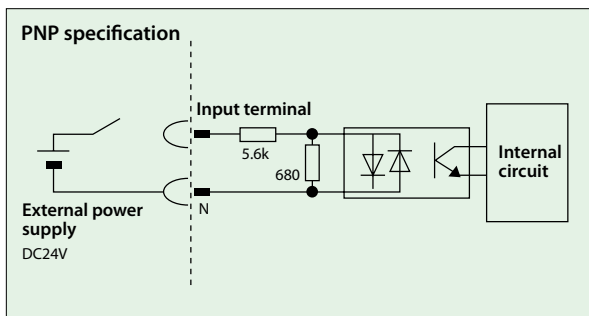 PNP specification
Input terminal
5.6k
680
Internal
circuit
N
External power
supply
DC24V